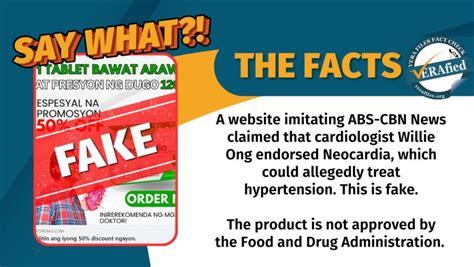 SAY WHAT?!
THE FACTS
VERA FILES FACT CHECK
VERAfied
verafiles.org
1 TABLET BAWAT ARAW
AT PRESYON NG DUGO 120
ESPESYAL NA
PROMOSYON
50% OFF
FAKE
ORDER N
INIREREKOMENDA NG MGA
DOKTOR!
itin ang iyong 50% discount ngayon.
A website imitating ABS-CBN News
claimed that cardiologist Willie
Ong endorsed Neocardia, which
could allegedly treat
hypertension. This is fake.
The product is not approved by
the Food and Drug Administration.